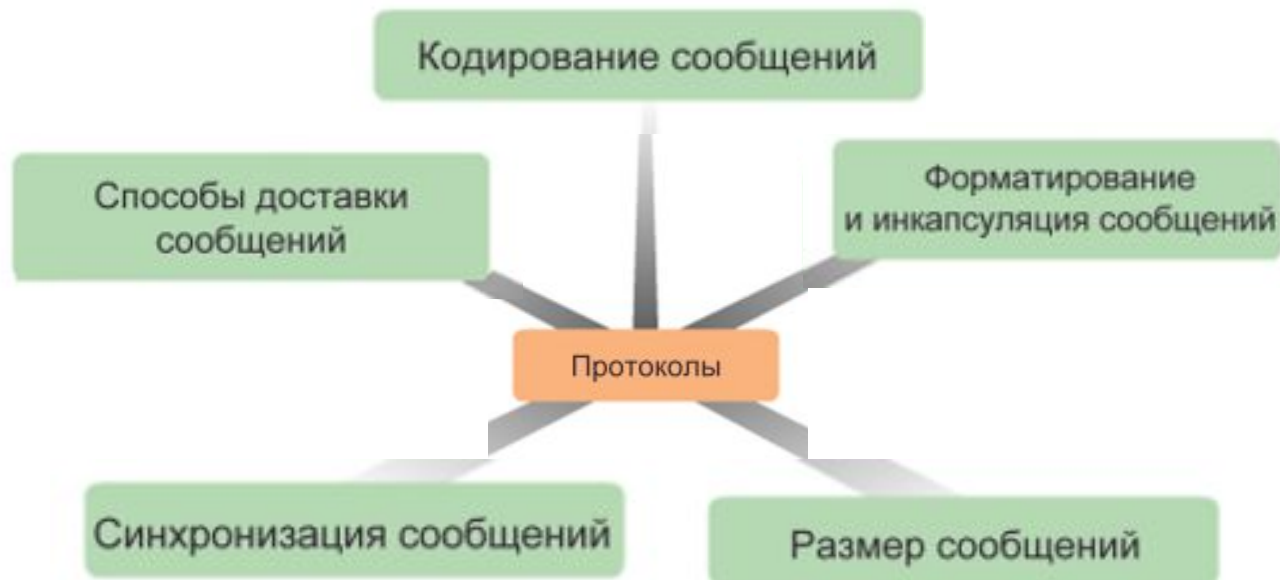 Кодирование сообщений
Способы доставки
сообщений
Форматирование
и инкапсуляция сообщений
Протоколы
Синхронизация сообщений
Размер сообщений